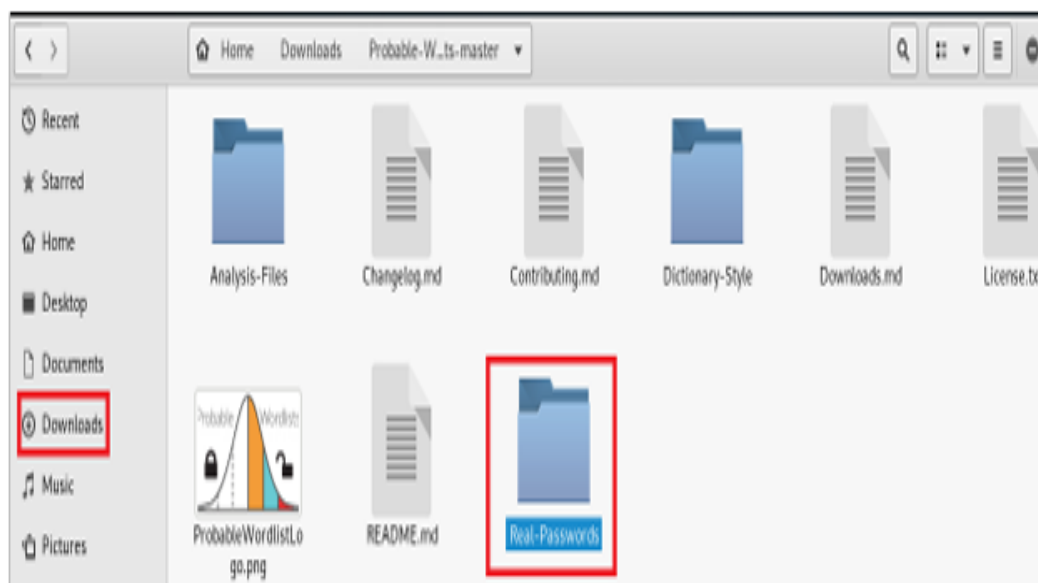 Home Downloads Probable-W…ts-master
Recent
Starred
Home
Desktop
Documents
Downloads
Music
Pictures
Analysis-Files
Changelog.md
Contributing.md
Dictionary-Style
Downloads.md
License.tx
Probable Wordlists
ProbableWordlistLo
go.png
README.md
Real-Passwords